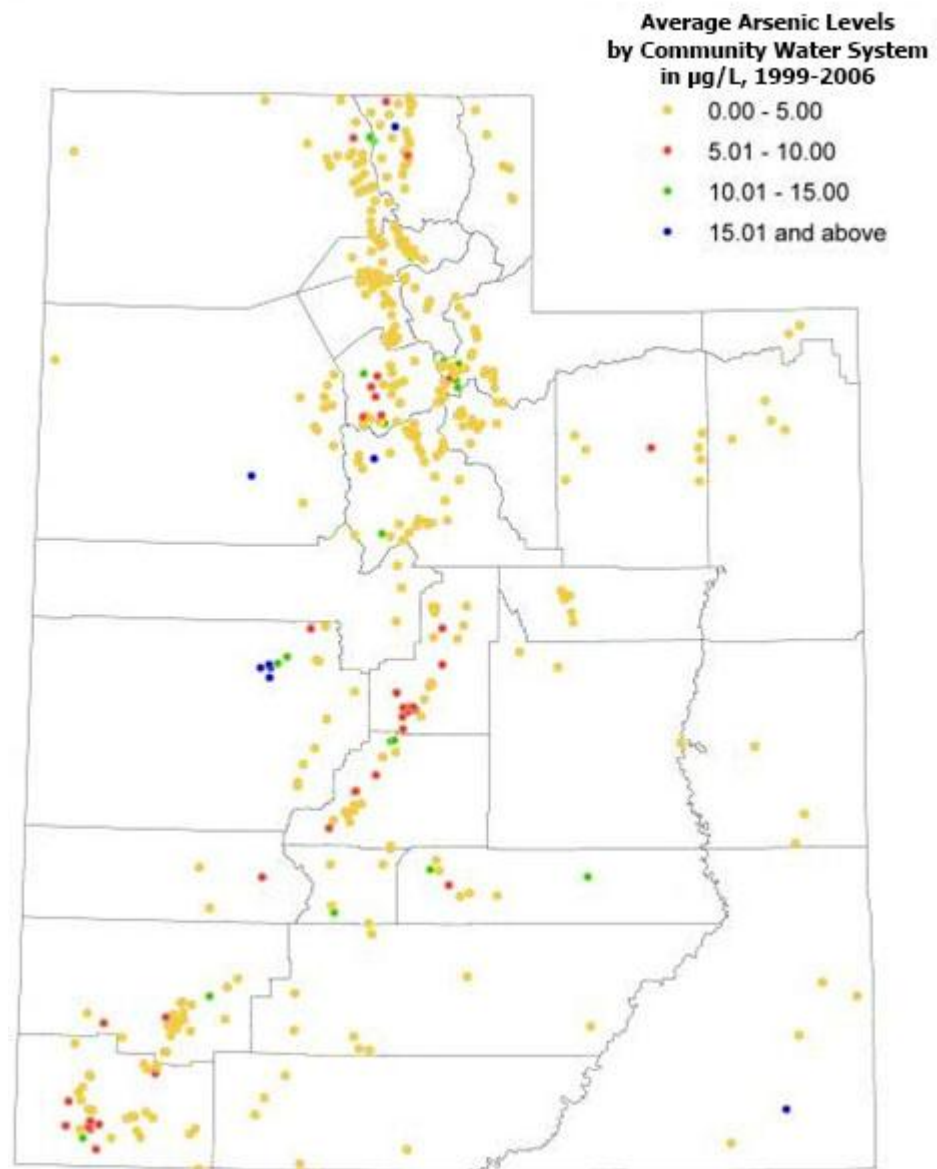 Average Arsenic Levels
by Community Water System
in µg/L, 1999-2006
0.00 - 5.00
5.01 - 10.00
10.01 - 15.00
15.01 and above